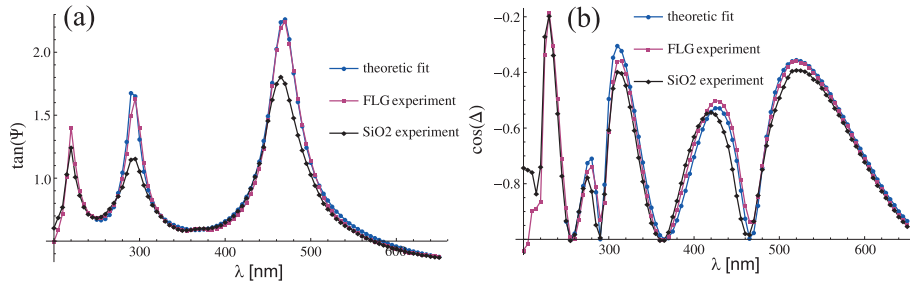 (a)
tan(Ψ)
2.0
1.5
1.0
theoretic fit
FLG experiment
SiO2 experiment
300
400
500
600
λ [nm]
(b)
cos(Δ)
−0.2
−0.4
−0.6
−0.8
theoretic fit
FLG experiment
SiO2 experiment
300
400
500
600
λ [nm]